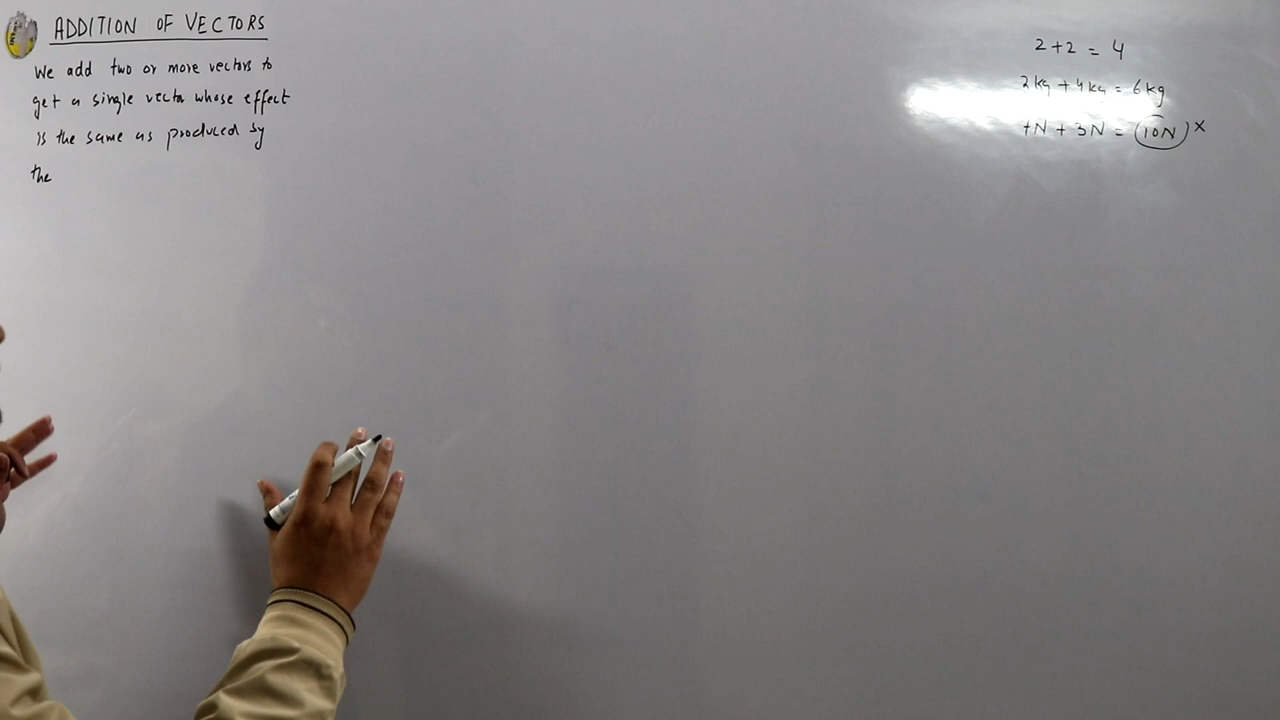 ADDITION OF VECTORS
We add two or more vectors to
get a single vector whose effect
is the same as produced by
the
2 + 2 = 4
2kg + 4kg = 6kg
7N + 3N = 10N x